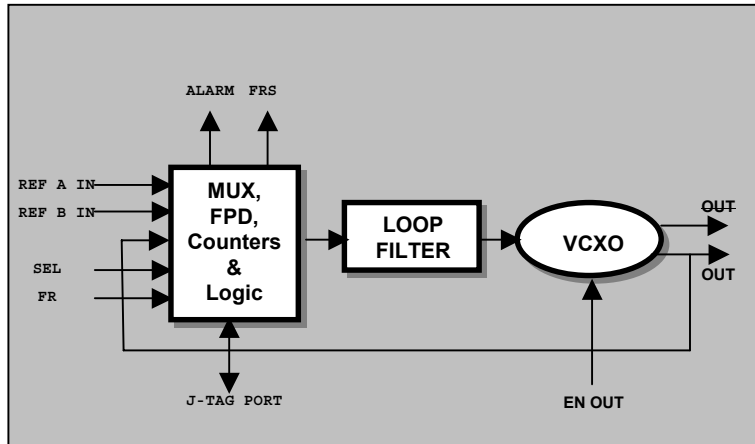 ALARM FRS
REF A IN
REF B IN
SEL
FR
MUX,
FPD,
Counters
&
Logic
LOOP
FILTER
VCXO
OUT
OUT
J-TAG PORT
EN OUT